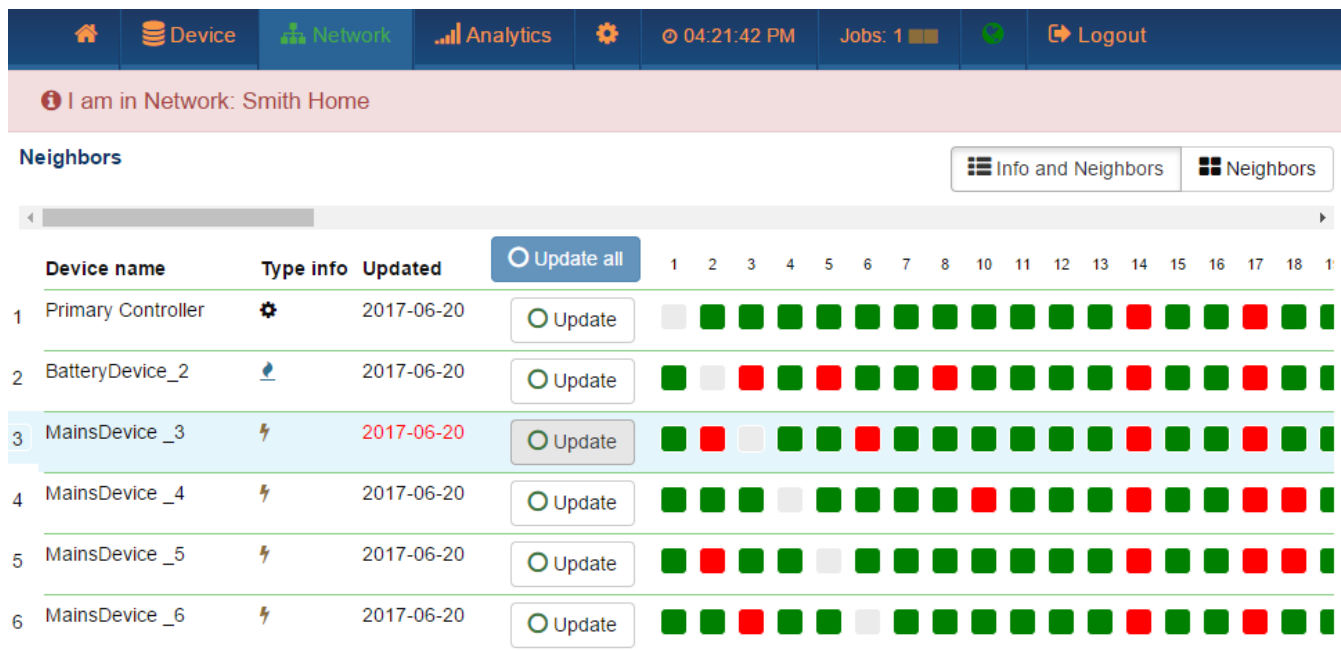 Device Network Analytics 04:21:42 PM Jobs: 1 Logout
I am in Network: Smith Home
Neighbors
Info and Neighbors Neighbors
Device name Type info Updated Update all 1 2 3 4 5 6 7 8 10 11 12 13 14 15 16 17 18
1 Primary Controller 2017-06-20 Update
2 BatteryDevice_2 2017-06-20 Update
3 MainsDevice _3 2017-06-20 Update
4 MainsDevice _4 2017-06-20 Update
5 MainsDevice _5 2017-06-20 Update
6 MainsDevice _6 2017-06-20 Update